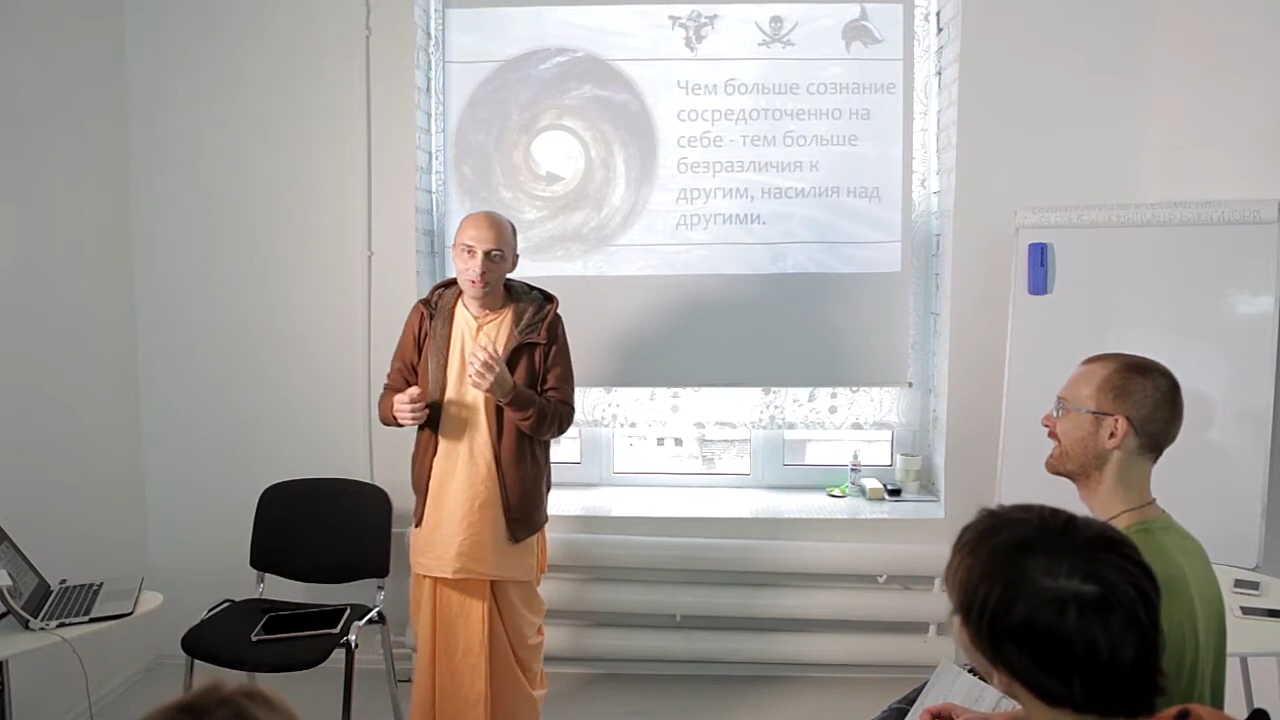 Чем больше сознание
сосредоточенно на
себе - тем больше
безразличия к
другим, насилия над
другими.